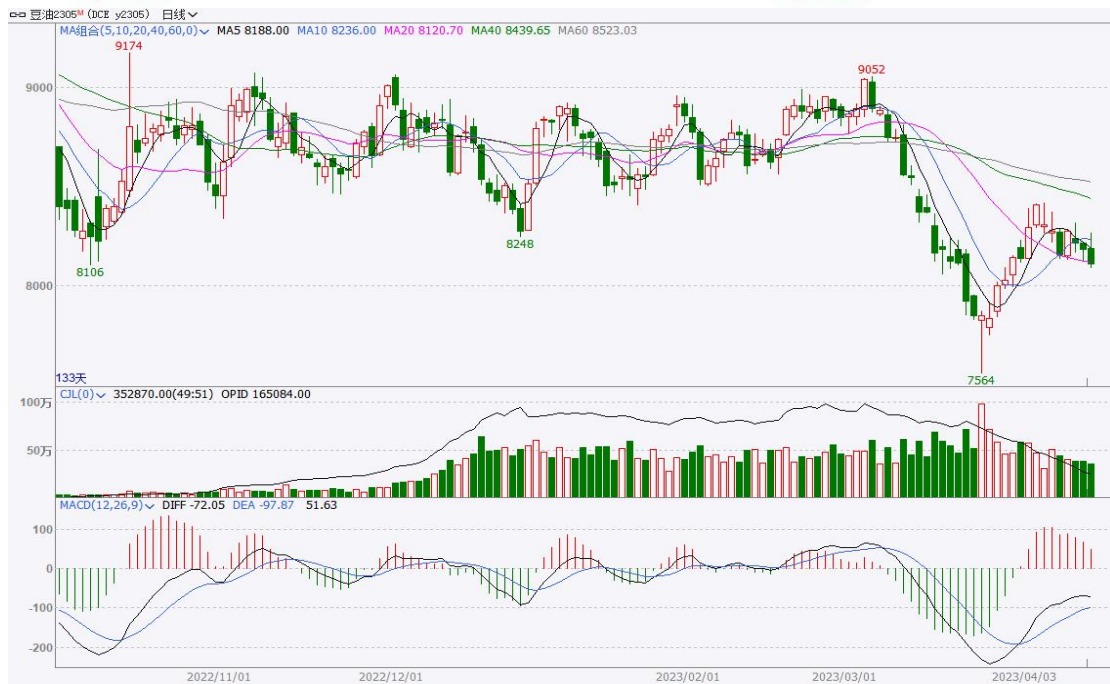 豆油2305M (DCE y2305) 日线
MA组合(5,10,20,40,60,0) MA5 8188.00 MA10 8236.00 MA20 8120.70 MA40 8439.65 MA60 8523.03
9174
9052
9000
8248
8106
8000
7564
133天
CJL(0) 352870.00(49:51) OPID 165084.00
100万
50万
MACD(12,26,9) DIFF -72.05 DEA -97.87 51.63
100
0
-100
-200
2022/11/01 2022/12/01 2023/02/01 2023/03/01 2023/04/03